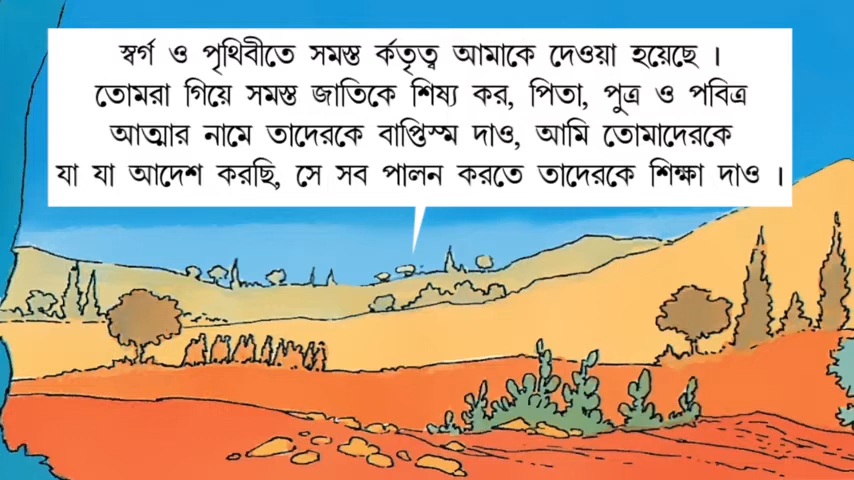 স্বর্গ ও পৃথিবীতে সমস্ত র্কতৃত্ব আমাকে দেওয়া হয়েছে ।
তোমরা গিয়ে সমস্ত জাতিকে শিষ্য কর, পিতা, পুত্র ও পবিত্র
আত্মার নামে তাদেরকে বাপ্তিস্ম দাও, আমি তোমাদেরকে
যা যা আদেশ করছি, সে সব পালন করতে তাদেরকে শিক্ষা দাও ।